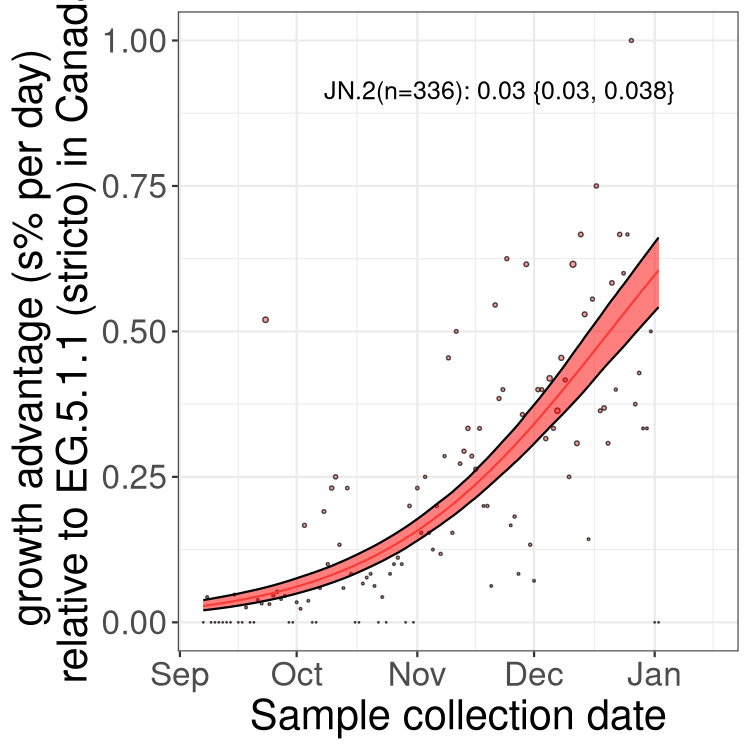 growth advantage (s% per day)
relative to EG.5.1.1 (stricto) in Canada
1.00
0.75
0.50
0.25
0.00
JN.2(n=336): 0.03 {0.03, 0.038}
Sep Oct Nov Dec Jan
Sample collection date